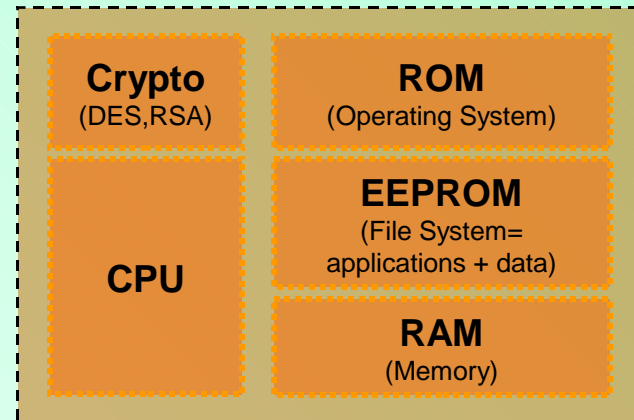 Crypto
(DES,RSA)
ROM
(Operating System)
CPU
EEPROM
(File System=
applications + data)
RAM
(Memory)